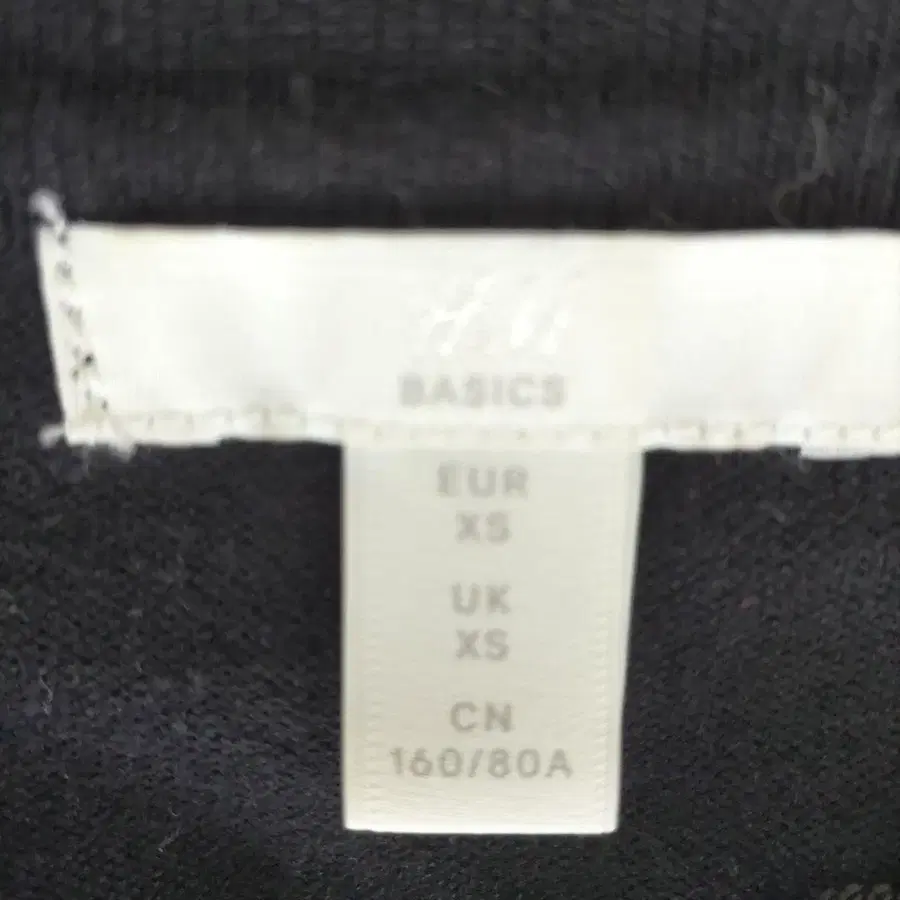 H&M
BASICS
EUR
XS
UK
XS
CN
160/80A